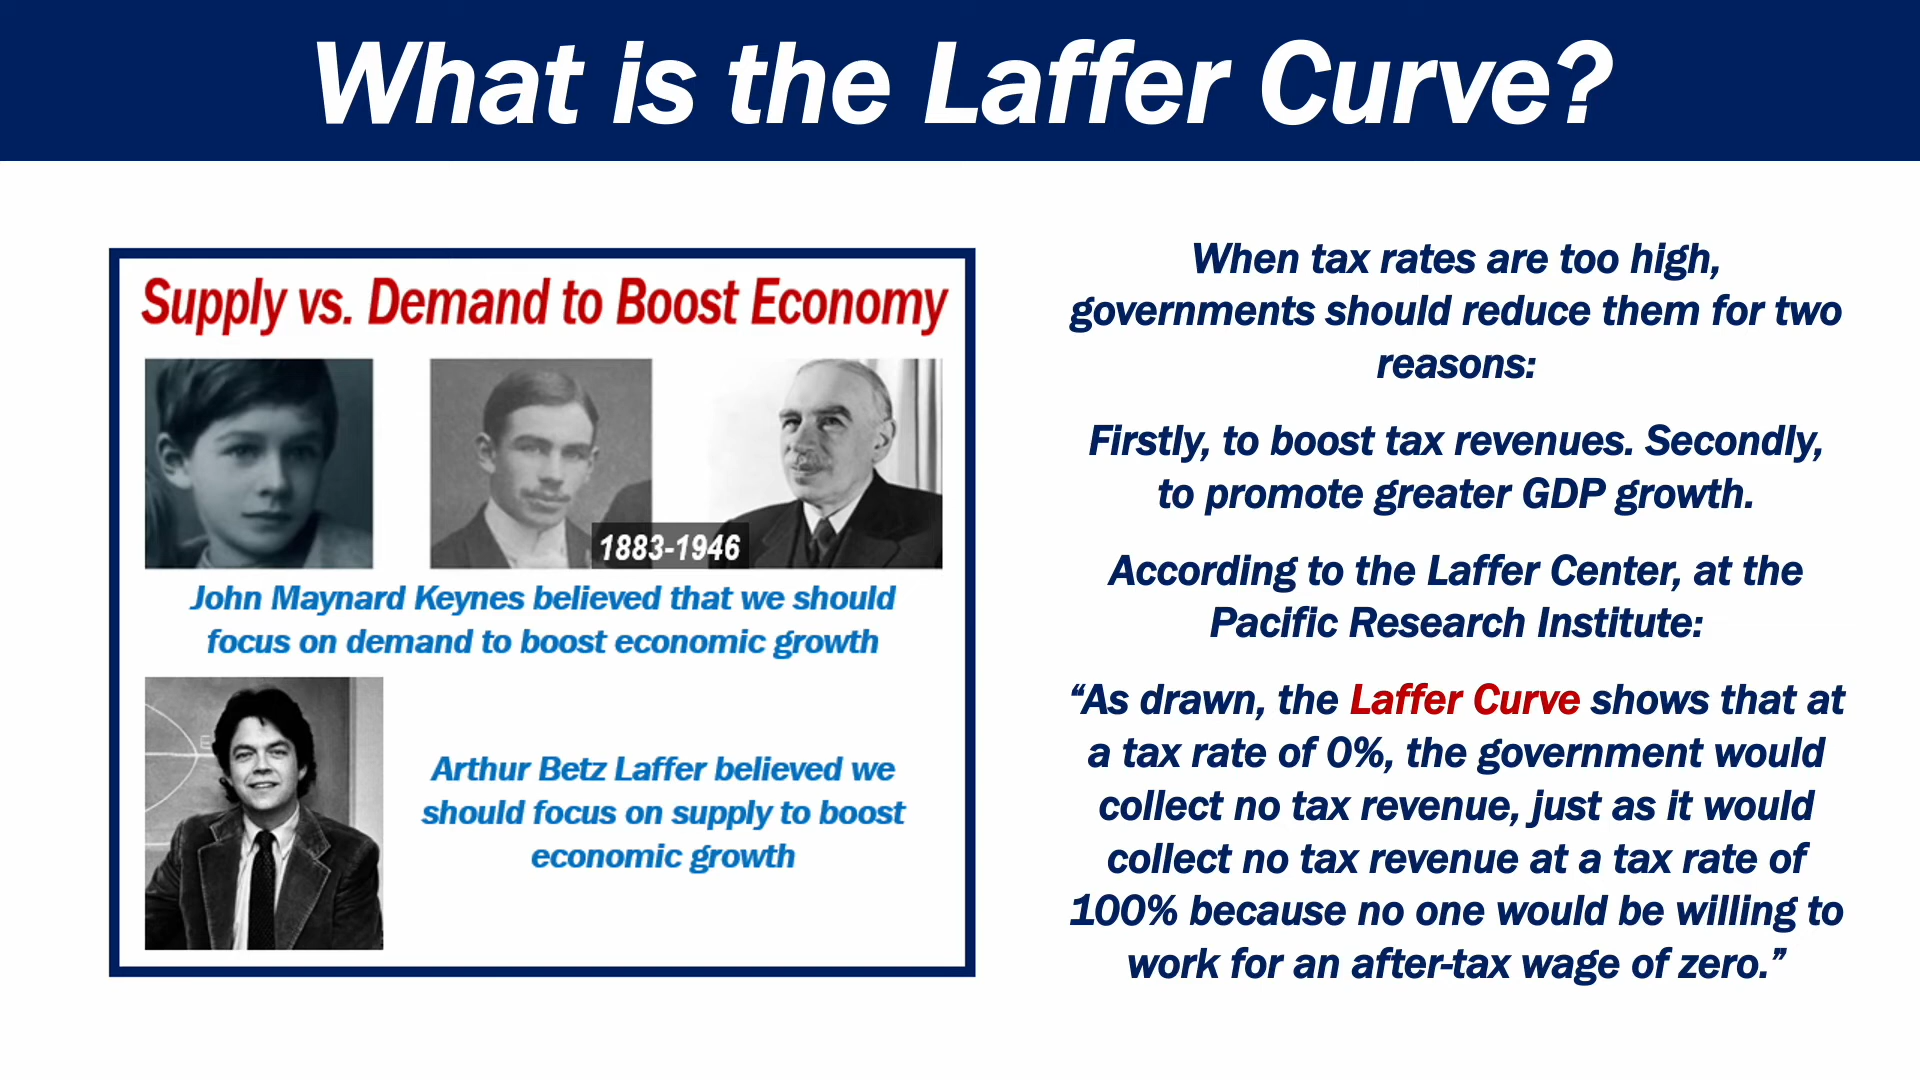 What is the Laffer Curve?
Supply vs. Demand to Boost Economy
1883-1946
John Maynard Keynes believed that we should
focus on demand to boost economic growth
Arthur Betz Laffer believed we
should focus on supply to boost
economic growth
When tax rates are too high,
governments should reduce them for two
reasons:
Firstly, to boost tax revenues. Secondly,
to promote greater GDP growth.
According to the Laffer Center, at the
Pacific Research Institute:
“As drawn, the Laffer Curve shows that at
a tax rate of 0%, the government would
collect no tax revenue, just as it would
collect no tax revenue at a tax rate of
100% because no one would be willing to
work for an after-tax wage of zero.”